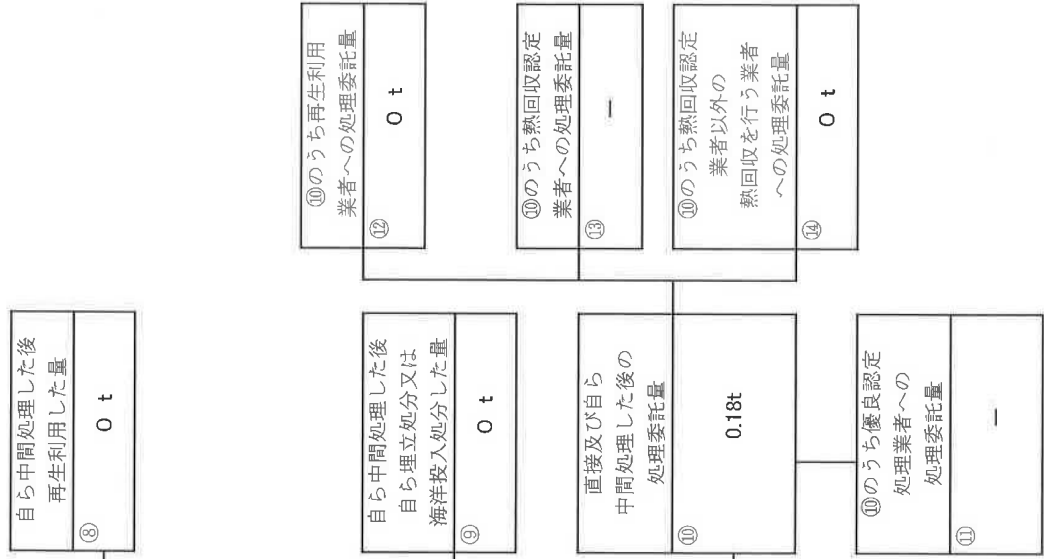 自ら中間処理した後
再生利用した量
⑧
0 t
自ら中間処理した後
自ら埋立処分又は
海洋投入処分した量
⑨
0 t
直接及び自ら
中間処理した後の
処理委託量
⑩
0.18t
⑩のうち優良認定
処理業者への
処理委託量
⑪
—
⑩のうち再生利用
業者への処理委託量
⑫
0 t
⑩のうち熱回収認定
業者への処理委託量
⑬
—
⑩のうち熱回収認定
業者以外の
熱回収を行う業者
への処理委託量
⑭
0 t